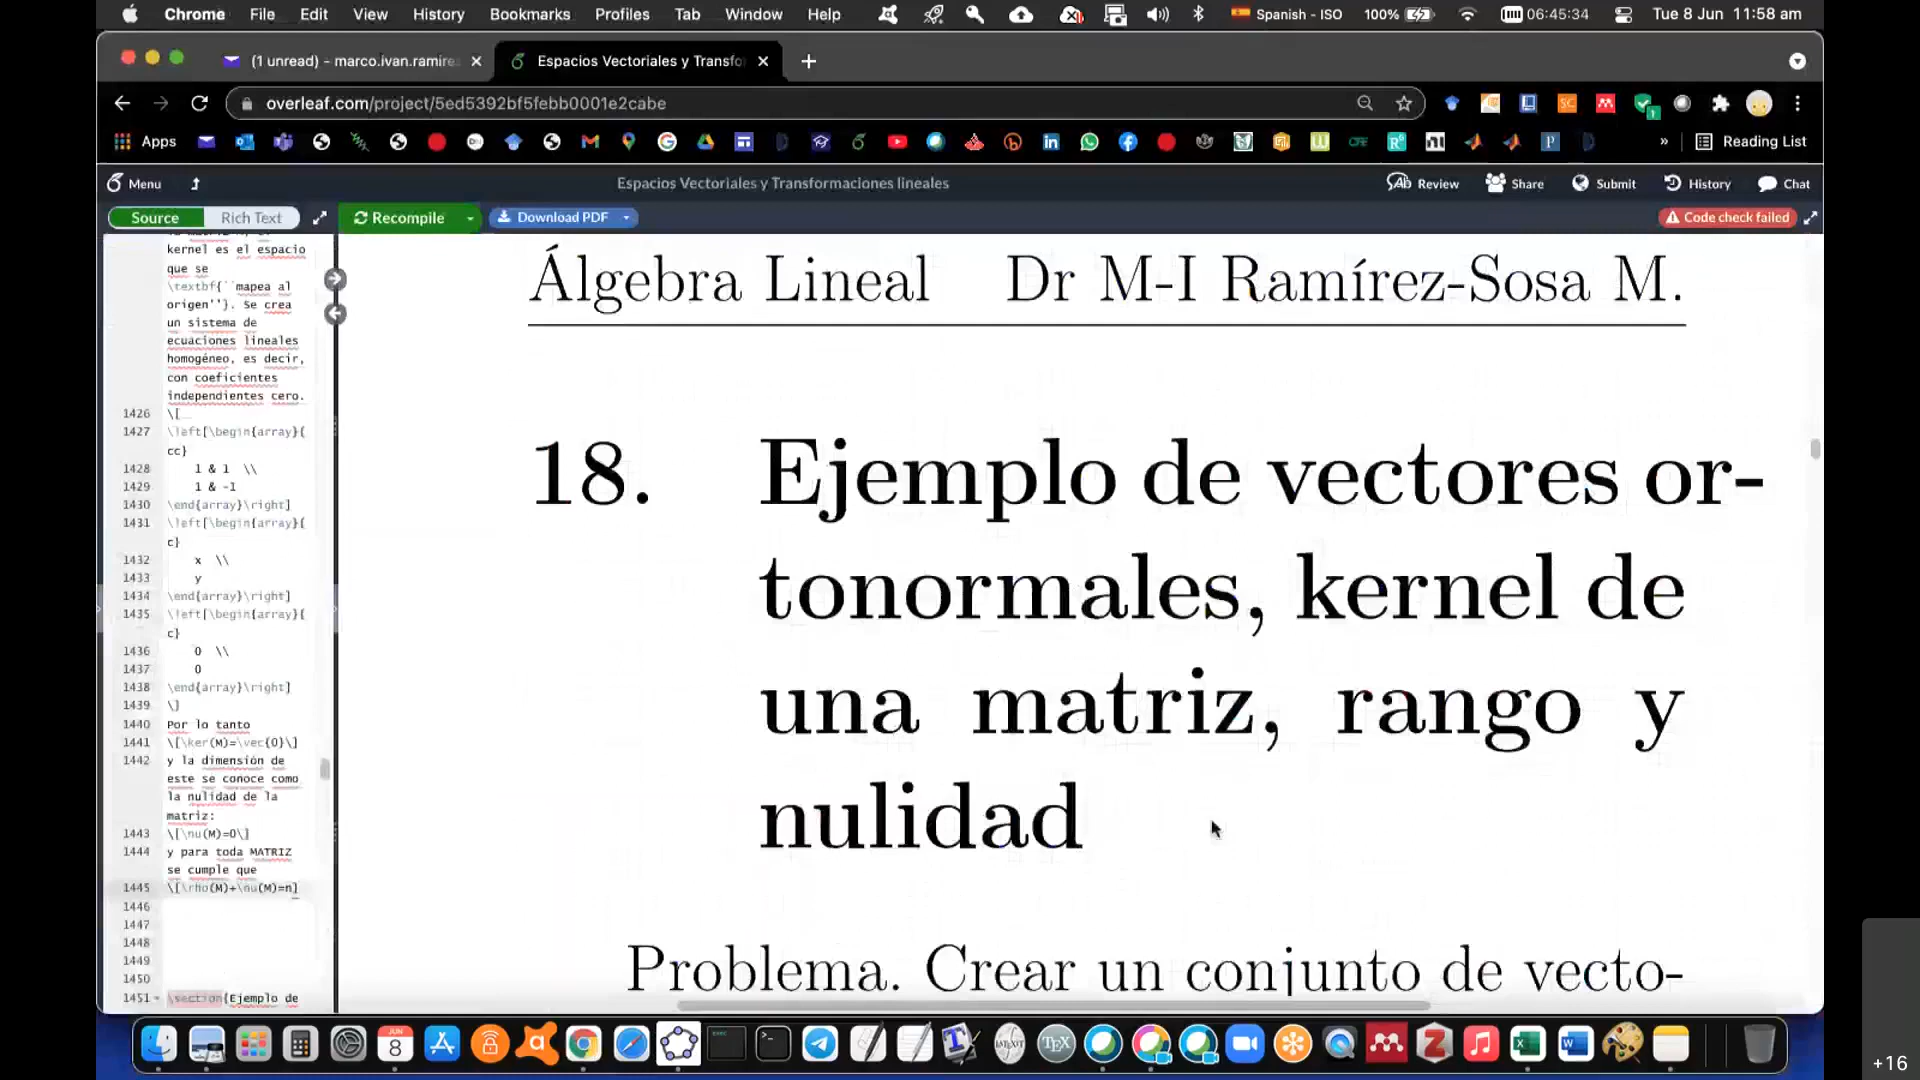 Chrome File Edit View History Bookmarks Profiles Tab Window Help Spanish - ISO 100% 06:45:34 Tue 8 Jun 11:58 am
(1 unread) - marco.ivan.ramire
Espacios Vectoriales y Transfo
overleaf.com/project/5ed5392bf5febb0001e2cabe
Apps
Reading List
Menu
Espacios Vectoriales y Transformaciones lineales
Review Share Submit History Chat
Source Rich Text Recompile Download PDF Code check failed
kernel es el espacio
que se
\textbf{``mapea al
origen''}. Se crea
un sistema de
ecuaciones lineales
homogéneo, es decir,
con coeficientes
independientes cero.
1426 \[
1427 \left[\begin{array}{
cc}
1428 1 & 1 \\
1429 1 & -1
1430 \end{array}\right]
1431 \left[\begin{array}{
c}
1432 x \\
1433 y
1434 \end{array}\right]
1435 \left[\begin{array}{
c}
1436 0 \\
1437 0
1438 \end{array}\right]
1439 \]
1440 Por lo tanto
1441 \[\ker(M)=\vec{0}\]
1442 y la dimensión de
este se conoce como
la nulidad de la
matriz:
1443 \[\nu(M)=0\]
1444 y para toda MATRIZ
se cumple que
1445 \[\rho(M)+\nu(M)=n]
1446
1447
1448
1449
1450
1451 \section{Ejemplo de
Álgebra Lineal Dr M-I Ramírez-Sosa M.
18. Ejemplo de vectores or-
tonormales, kernel de
una matriz, rango y
nulidad
Problema. Crear un conjunto de vecto-
JUN
8
+16